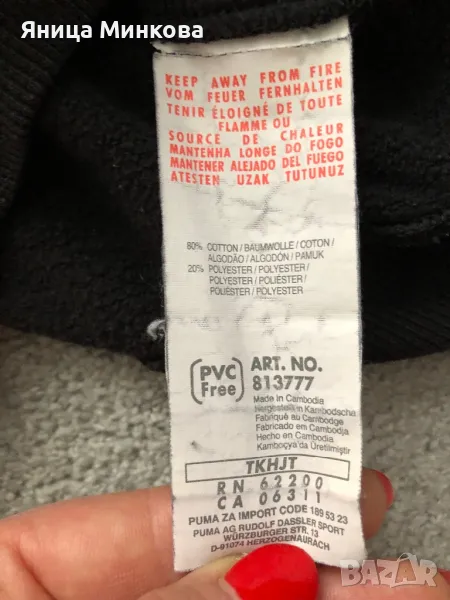 Яница Минкова
KEEP AWAY FROM FIRE
VOM FEUER FERNHALTEN
TENIR ÉLOIGNÉ DE TOUTE
FLAMME OU
SOURCE DE CHALEUR
MANTENHA LONGE DO FOGO
MANTENER ALEJADO DEL FUEGO
ATESTEN UZAK TUTUNUZ
80% COTTON / BAUMWOLLE / COTON /
ALGODÃO / ALGODÓN / PAMUK
20% POLYESTER / POLYESTER /
POLYESTER / POLIÉSTER /
POLIÉSTER / POLYESTER
PVC Free
ART. NO.
813777
Made in Cambodia
Hergestellt in Kambodscha
Fabriqué au Cambodge
Fabricado em Cambodja
Hecho en Cambodia
Kamboçya'da Üretilmiştir
TKHJT
RN 62200
CA 06311
PUMA ZA IMPORT CODE 189 53 23
PUMA AG RUDOLF DASSLER SPORT
WÜRZBURGER STR. 13
D-91074 HERZOGENAURACH
BAZAR